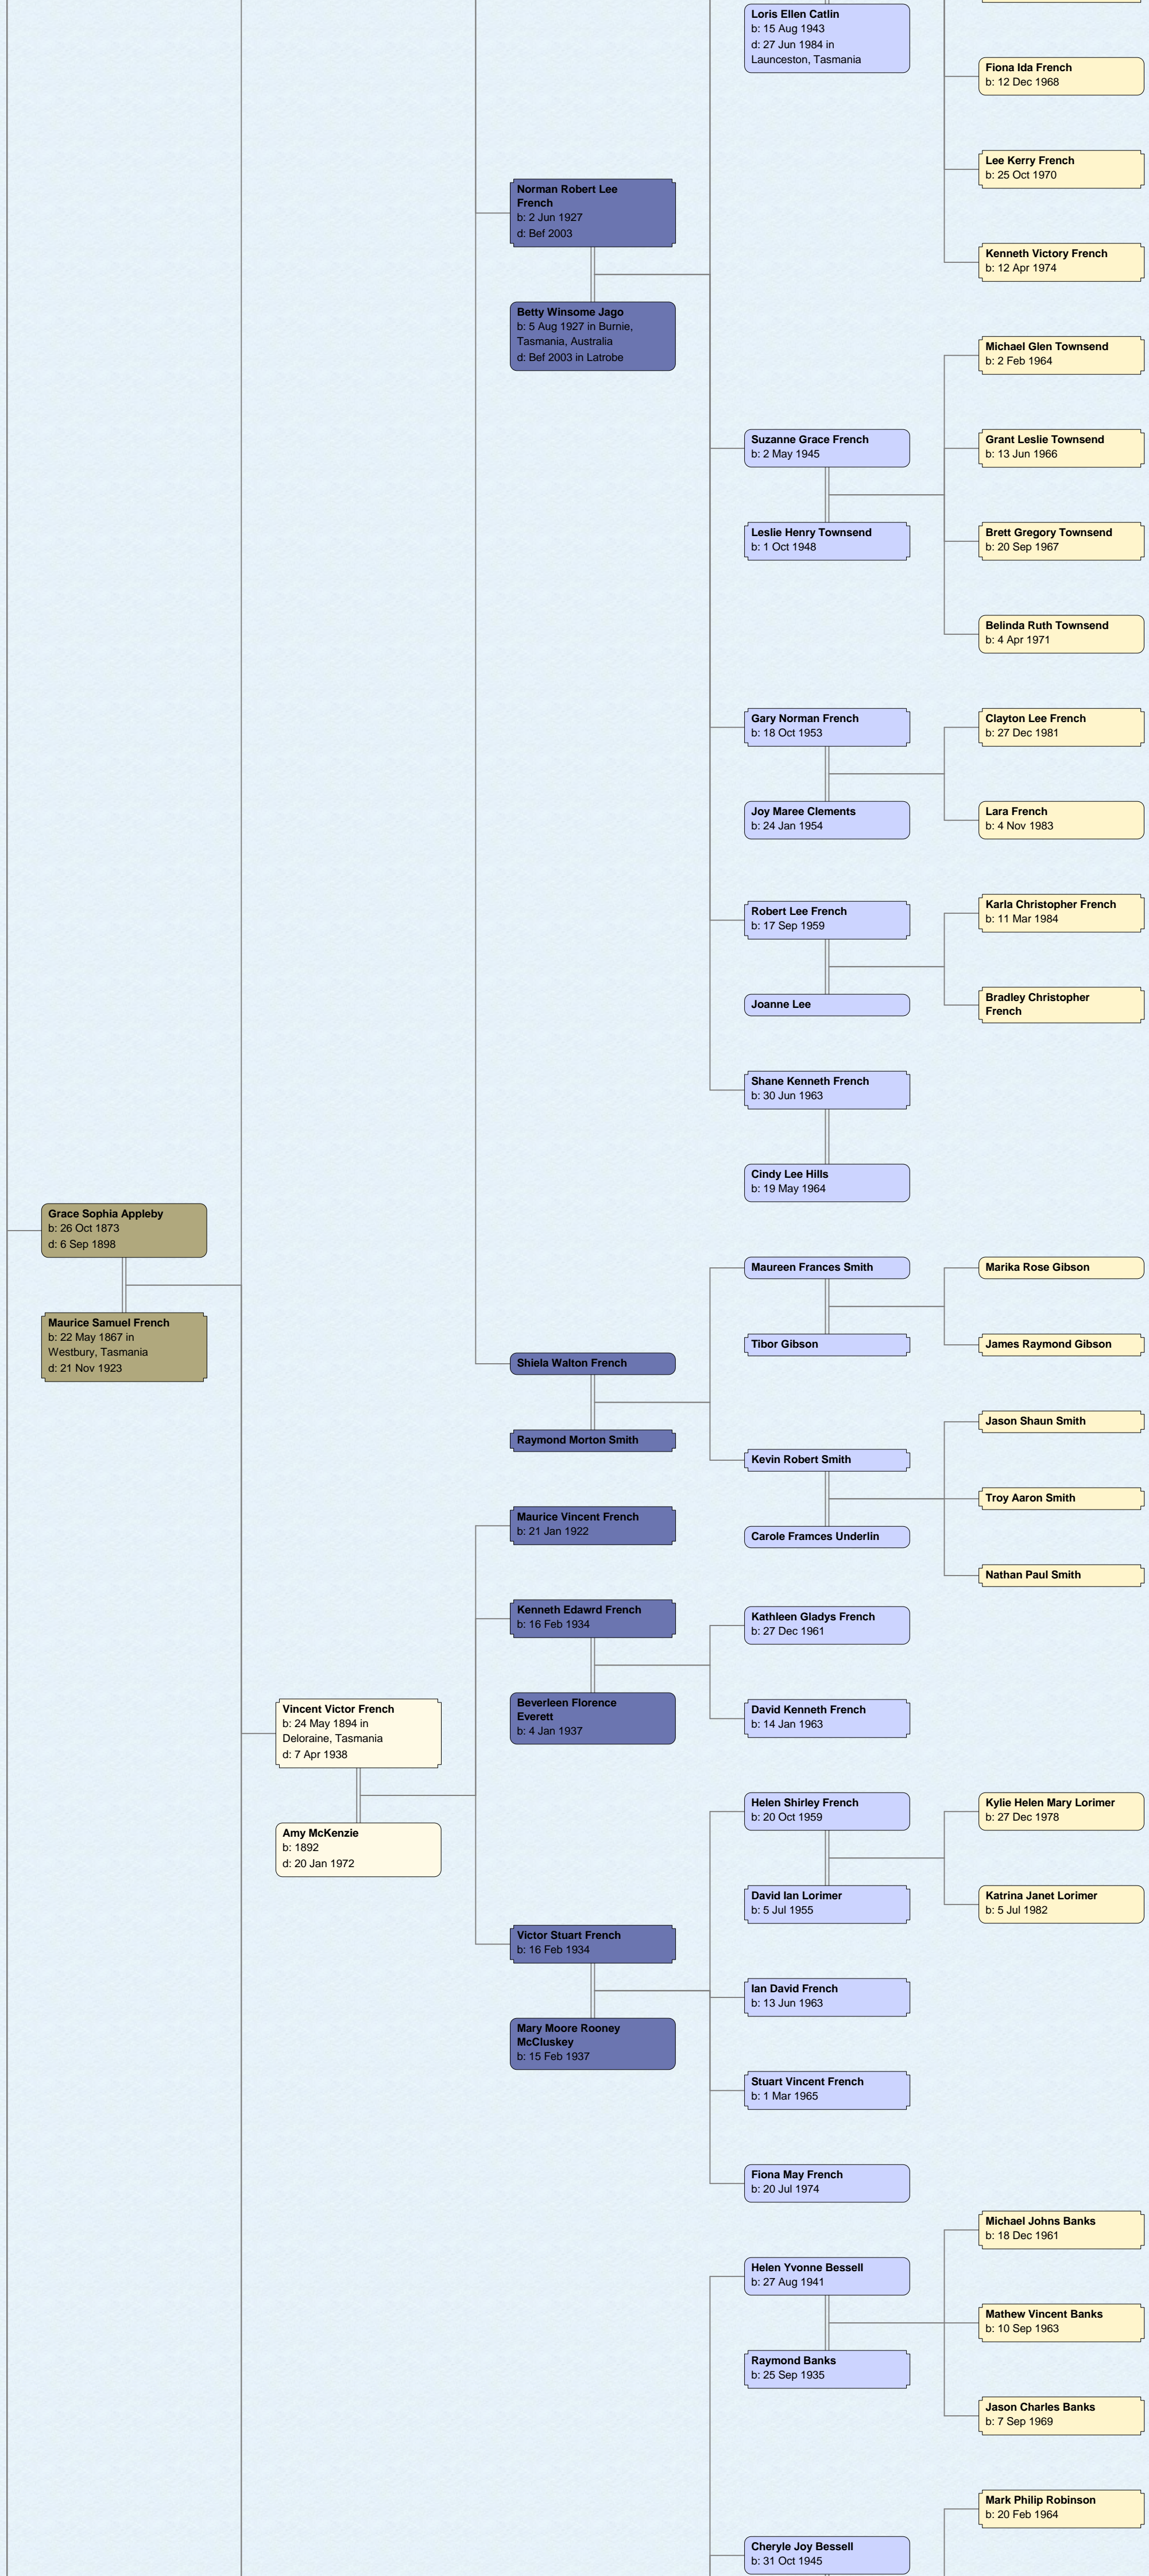 Loris Ellen Catlin
b: 15 Aug 1943
d: 27 Jun 1984 in
Launceston, Tasmania
Fiona Ida French
b: 12 Dec 1968
Lee Kerry French
b: 25 Oct 1970
Norman Robert Lee
French
b: 2 Jun 1927
d: Bef 2003
Kenneth Victory French
b: 12 Apr 1974
Betty Winsome Jago
b: 5 Aug 1927 in Burnie,
Tasmania, Australia
d: Bef 2003 in Latrobe
Michael Glen Townsend
b: 2 Feb 1964
Suzanne Grace French
b: 2 May 1945
Grant Leslie Townsend
b: 13 Jun 1966
Leslie Henry Townsend
b: 1 Oct 1948
Brett Gregory Townsend
b: 20 Sep 1967
Belinda Ruth Townsend
b: 4 Apr 1971
Gary Norman French
b: 18 Oct 1953
Clayton Lee French
b: 27 Dec 1981
Joy Maree Clements
b: 24 Jan 1954
Lara French
b: 4 Nov 1983
Robert Lee French
b: 17 Sep 1959
Karla Christopher French
b: 11 Mar 1984
Joanne Lee
Bradley Christopher
French
Shane Kenneth French
b: 30 Jun 1963
Cindy Lee Hills
b: 19 May 1964
Grace Sophia Appleby
b: 26 Oct 1873
d: 6 Sep 1898
Maurice Samuel French
b: 22 May 1867 in
Westbury, Tasmania
d: 21 Nov 1923
Maureen Frances Smith
Marika Rose Gibson
Tibor Gibson
James Raymond Gibson
Shiela Walton French
Raymond Morton Smith
Jason Shaun Smith
Kevin Robert Smith
Troy Aaron Smith
Carole Framces Underlin
Nathan Paul Smith
Maurice Vincent French
b: 21 Jan 1922
Kenneth Edawrd French
b: 16 Feb 1934
Kathleen Gladys French
b: 27 Dec 1961
Beverleen Florence
Everett
b: 4 Jan 1937
David Kenneth French
b: 14 Jan 1963
Vincent Victor French
b: 24 May 1894 in
Deloraine, Tasmania
d: 7 Apr 1938
Amy McKenzie
b: 1892
d: 20 Jan 1972
Helen Shirley French
b: 20 Oct 1959
Kylie Helen Mary Lorimer
b: 27 Dec 1978
David Ian Lorimer
b: 5 Jul 1955
Katrina Janet Lorimer
b: 5 Jul 1982
Victor Stuart French
b: 16 Feb 1934
Ian David French
b: 13 Jun 1963
Mary Moore Rooney
McCluskey
b: 15 Feb 1937
Stuart Vincent French
b: 1 Mar 1965
Fiona May French
b: 20 Jul 1974
Michael Johns Banks
b: 18 Dec 1961
Helen Yvonne Bessell
b: 27 Aug 1941
Mathew Vincent Banks
b: 10 Sep 1963
Raymond Banks
b: 25 Sep 1935
Jason Charles Banks
b: 7 Sep 1969
Mark Philip Robinson
b: 20 Feb 1964
Cheryle Joy Bessell
b: 31 Oct 1945